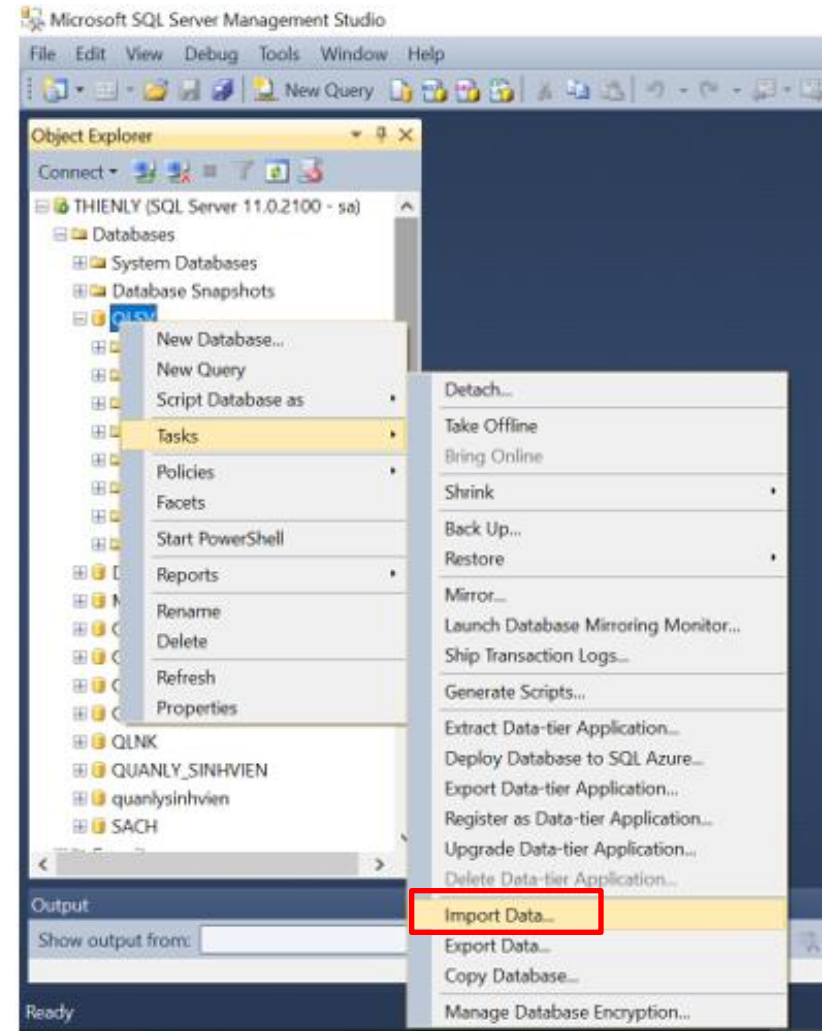 Microsoft SQL Server Management Studio
File Edit View Debug Tools Window Help
New Query
Object Explorer
Connect
THIENLY (SQL Server 11.0.2100 - sa)
Databases
System Databases
Database Snapshots
QLSV
New Database...
New Query
Script Database as
Tasks
Policies
Facets
Start PowerShell
Reports
Rename
Delete
Refresh
Properties
QLNK
QUANLY_SINHVIEN
quanlysinhvien
SACH
Detach...
Take Offline
Bring Online
Shrink
Back Up...
Restore
Mirror...
Launch Database Mirroring Monitor...
Ship Transaction Logs...
Generate Scripts...
Extract Data-tier Application...
Deploy Database to SQL Azure...
Export Data-tier Application...
Register as Data-tier Application...
Upgrade Data-tier Application...
Delete Data-tier Application...
Import Data...
Export Data...
Copy Database...
Manage Database Encryption...
Output
Show output from:
Ready